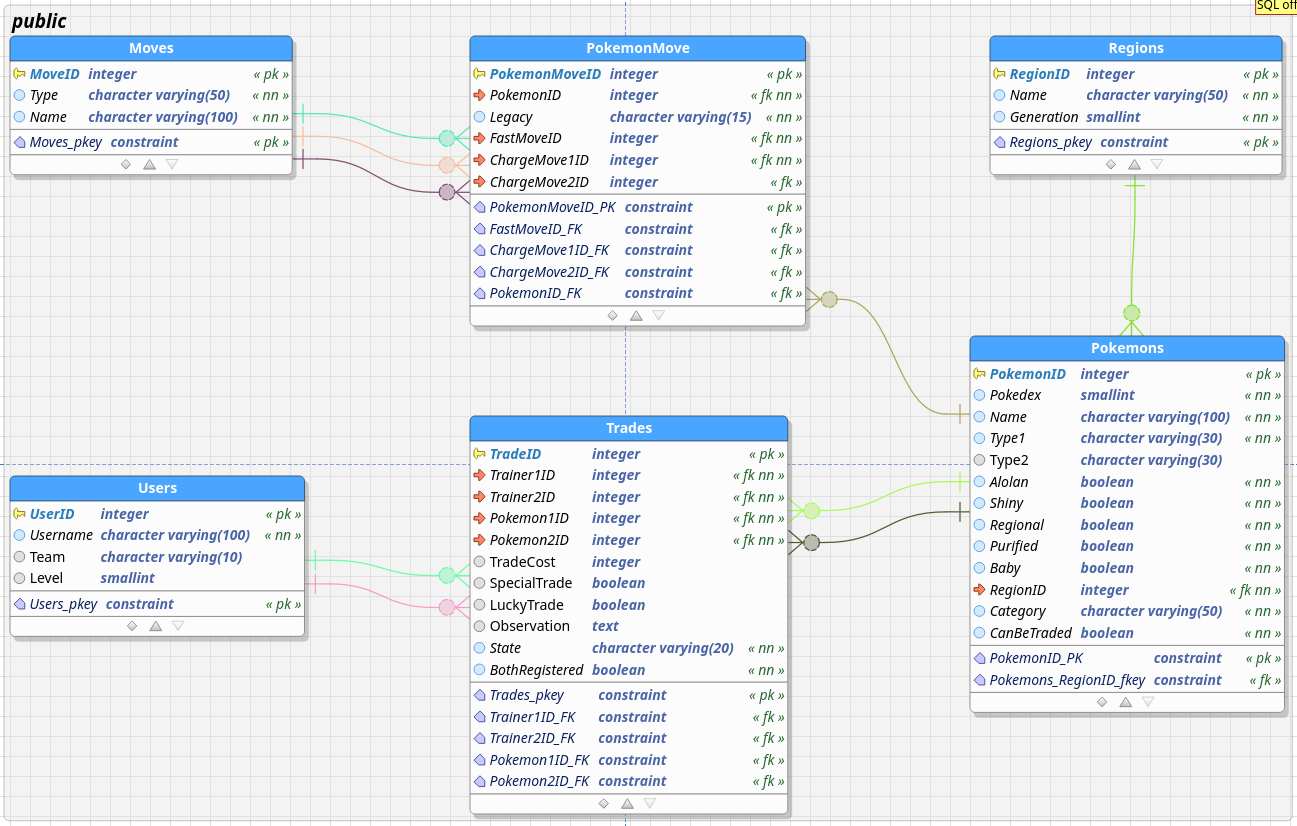 SQL off
public
Moves
MoveID integer « pk »
Type character varying(50) « nn »
Name character varying(100) « nn »
Moves_pkey constraint « pk »
PokemonMove
PokemonMoveID integer « pk »
PokemonID integer « fk nn »
Legacy character varying(15) « nn »
FastMoveID integer « fk nn »
ChargeMove1ID integer « fk nn »
ChargeMove2ID integer « fk »
PokemonMoveID_PK constraint « pk »
FastMoveID_FK constraint « fk »
ChargeMove1ID_FK constraint « fk »
ChargeMove2ID_FK constraint « fk »
PokemonID_FK constraint « fk »
Regions
RegionID integer « pk »
Name character varying(50) « nn »
Generation smallint « nn »
Regions_pkey constraint « pk »
Users
UserID integer « pk »
Username character varying(100) « nn »
Team character varying(10)
Level smallint
Users_pkey constraint « pk »
Trades
TradeID integer « pk »
Trainer1ID integer « fk nn »
Trainer2ID integer « fk nn »
Pokemon1ID integer « fk nn »
Pokemon2ID integer « fk nn »
TradeCost integer
SpecialTrade boolean
LuckyTrade boolean
Observation text
State character varying(20) « nn »
BothRegistered boolean « nn »
Trades_pkey constraint « pk »
Trainer1ID_FK constraint « fk »
Trainer2ID_FK constraint « fk »
Pokemon1ID_FK constraint « fk »
Pokemon2ID_FK constraint « fk »
Pokemons
PokemonID integer « pk »
Pokedex smallint « nn »
Name character varying(100) « nn »
Type1 character varying(30) « nn »
Type2 character varying(30)
Alolan boolean « nn »
Shiny boolean « nn »
Regional boolean « nn »
Purified boolean « nn »
Baby boolean « nn »
RegionID integer « fk nn »
Category character varying(50) « nn »
CanBeTraded boolean « nn »
PokemonID_PK constraint « pk »
Pokemons_RegionID_fkey constraint « fk »